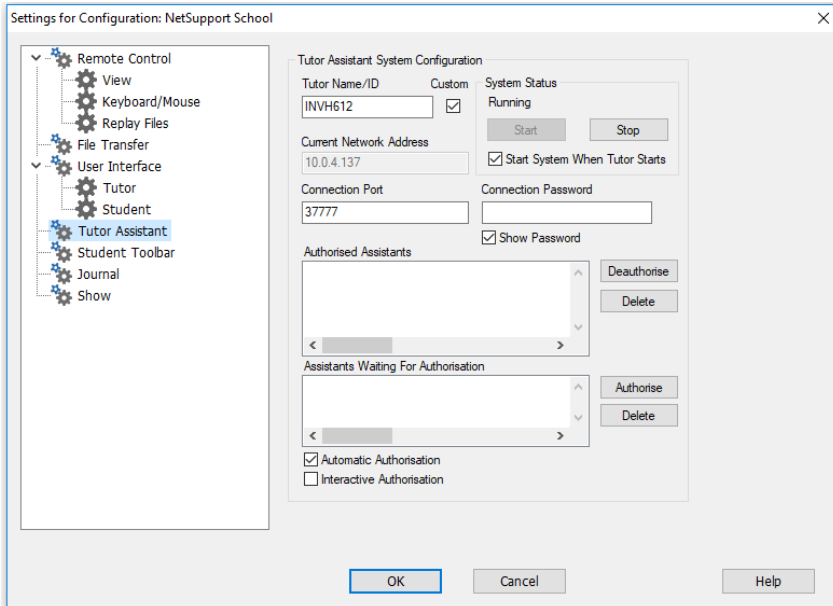 Settings for Configuration: NetSupport School
Remote Control
View
Keyboard/Mouse
Replay Files
File Transfer
User Interface
Tutor
Student
Tutor Assistant
Student Toolbar
Journal
Show
Tutor Assistant System Configuration
Tutor Name/ID Custom
INVH612
System Status
Running
Start Stop
Start System When Tutor Starts
Current Network Address
10.0.4.137
Connection Port Connection Password
37777
Show Password
Authorised Assistants
Deauthorise
Delete
Assistants Waiting For Authorisation
Authorise
Delete
Automatic Authorisation
Interactive Authorisation
OK Cancel Help